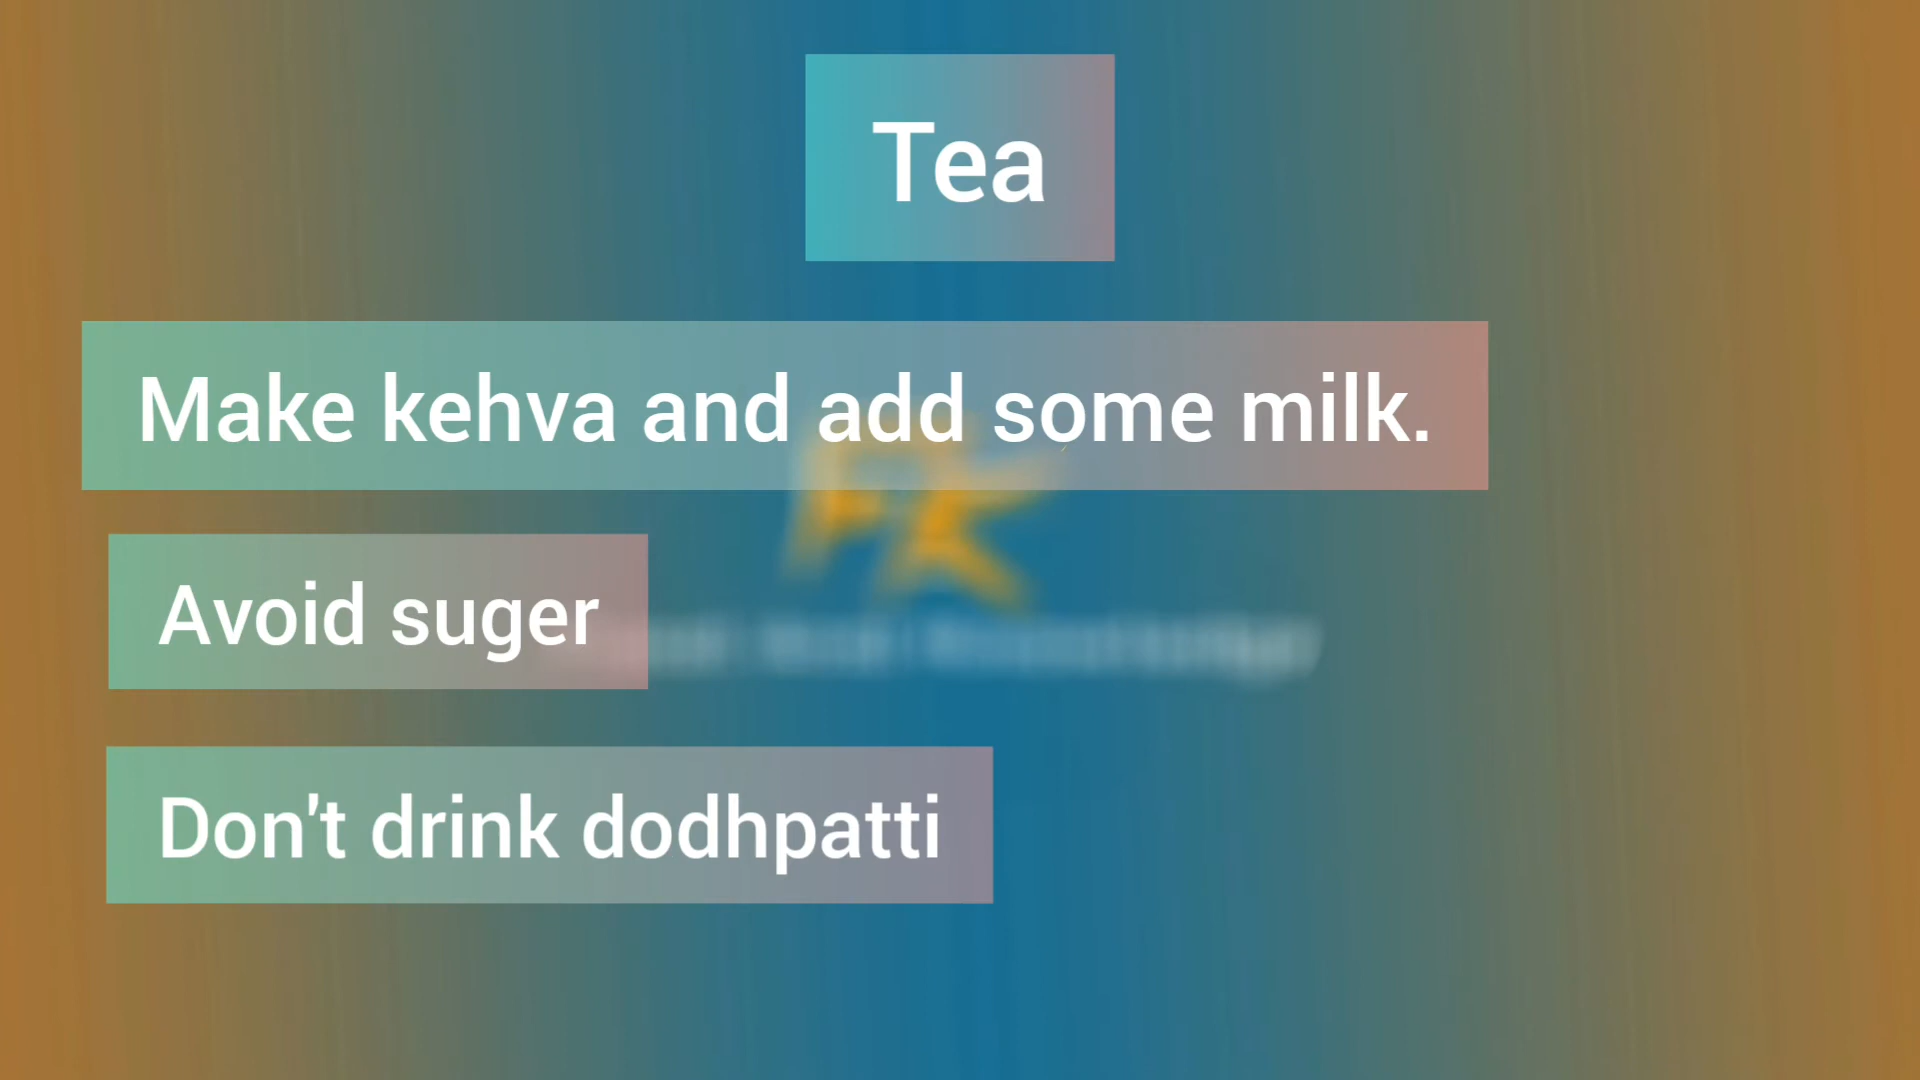 Tea
Make kehva and add some milk.
Avoid suger
Don't drink dodhpatti